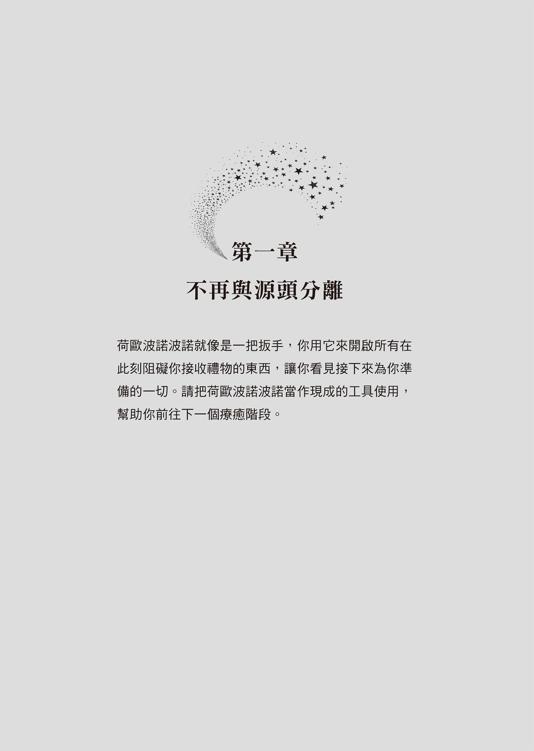 第一章
不再與源頭分離
荷歐波諾波諾就像是一把扳手，你用它來開啟所有在
此刻阻礙你接收禮物的東西，讓你看見接下來為你準
備的一切。請把荷歐波諾波諾當作現成的工具使用，
幫助你前往下一個療癒階段。